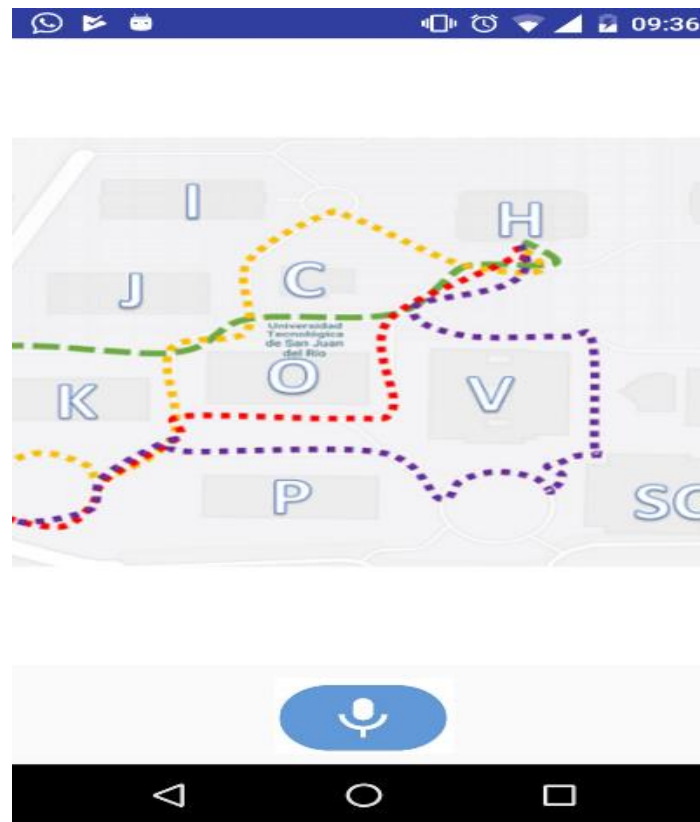 09:36
I
H
J
C
Universidad
Tecnológica
de San Juan
del Río
K
O
V
P
SC